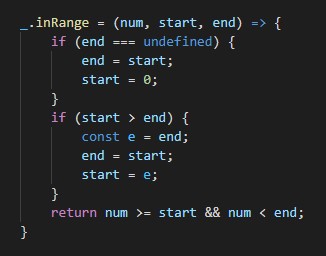 _.inRange = (num, start, end) => {
    if (end === undefined) {
        end = start;
        start = 0;
    }
    if (start > end) {
        const e = end;
        end = start;
        start = e;
    }
    return num >= start && num < end;
}